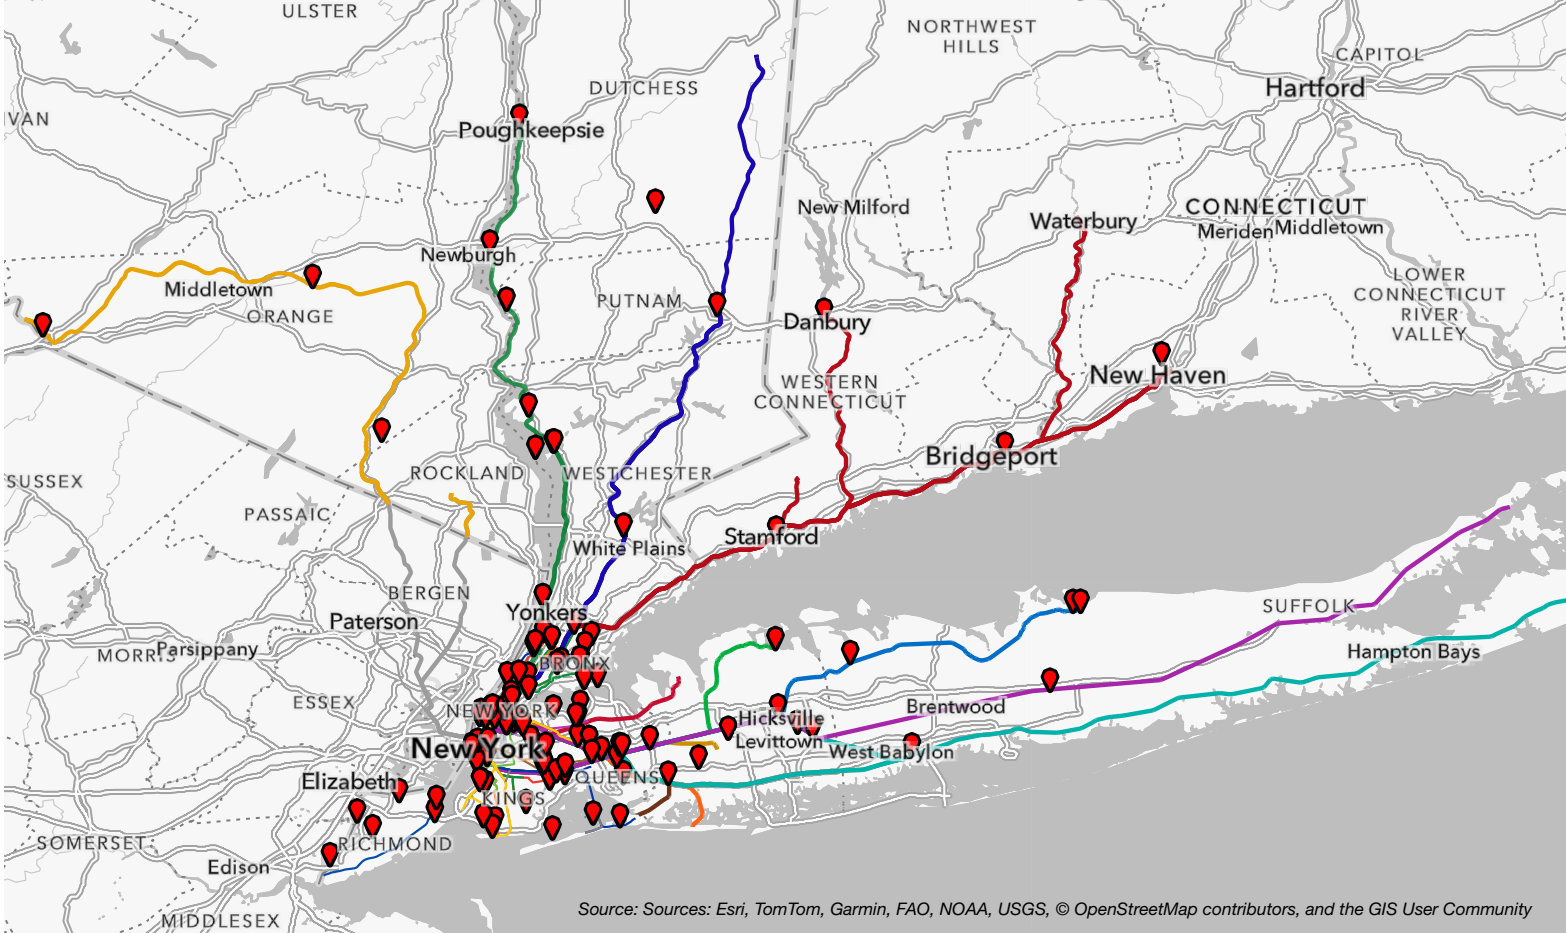 ULSTER
NORTHWEST
HILLS
CAPITOL
Hartford
DUTCHESS
VAN
Poughkeepsie
New Milford
Waterbury
CONNECTICUT
Meriden
Middletown
Newburgh
Middletown
ORANGE
PUTNAM
Danbury
LOWER
CONNECTICUT
RIVER
VALLEY
New Haven
WESTERN
CONNECTICUT
Bridgeport
ROCKLAND
WESTCHESTER
SUSSEX
PASSAIC
Stamford
White Plains
BERGEN
Yonkers
Paterson
SUFFOLK
MORRIS
Parsippany
BRONX
Hampton Bays
ESSEX
NEW YORK
Brentwood
Hicksville
Levittown
West Babylon
New York
Elizabeth
QUEENS
KINGS
SOMERSET
RICHMOND
Edison
MIDDLESEX
Source: Sources: Esri, TomTom, Garmin, FAO, NOAA, USGS, © OpenStreetMap contributors, and the GIS User Community